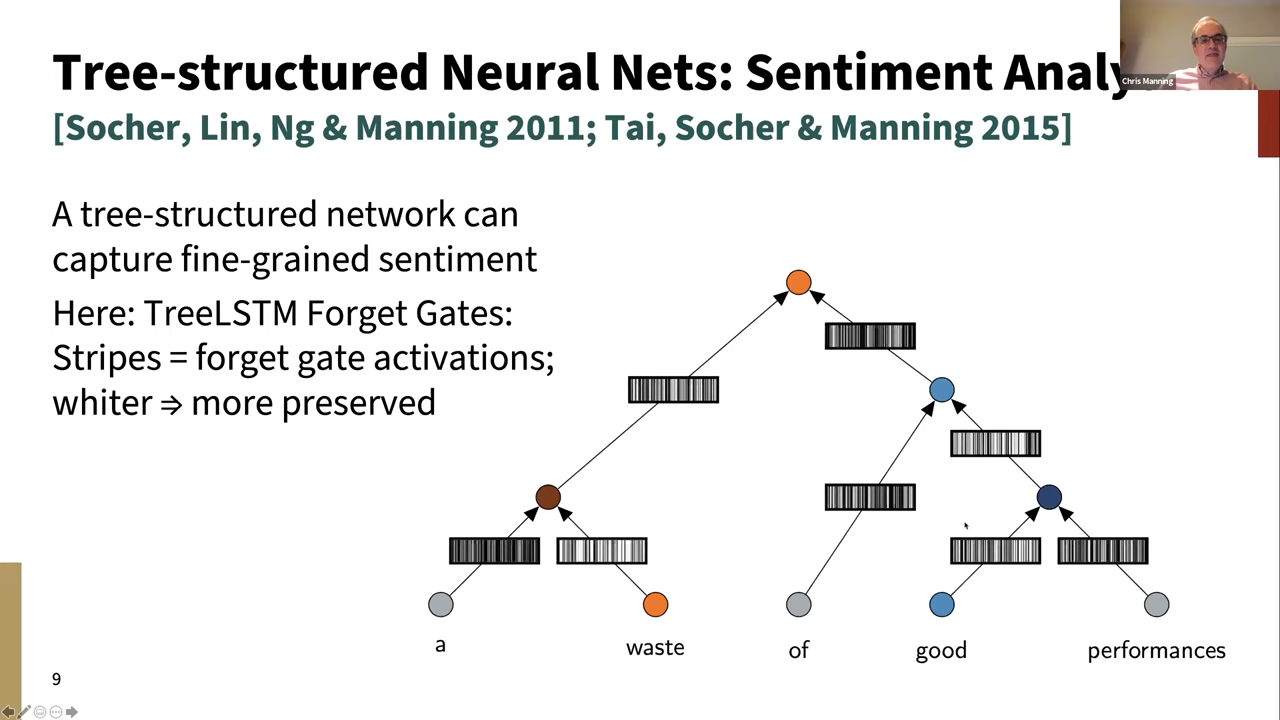 Tree-structured Neural Nets: Sentiment Analy
Chris Manning
[Socher, Lin, Ng & Manning 2011; Tai, Socher & Manning 2015]
A tree-structured network can
capture fine-grained sentiment
Here: TreeLSTM Forget Gates:
Stripes = forget gate activations;
whiter ⇒ more preserved
a waste of good performances
9